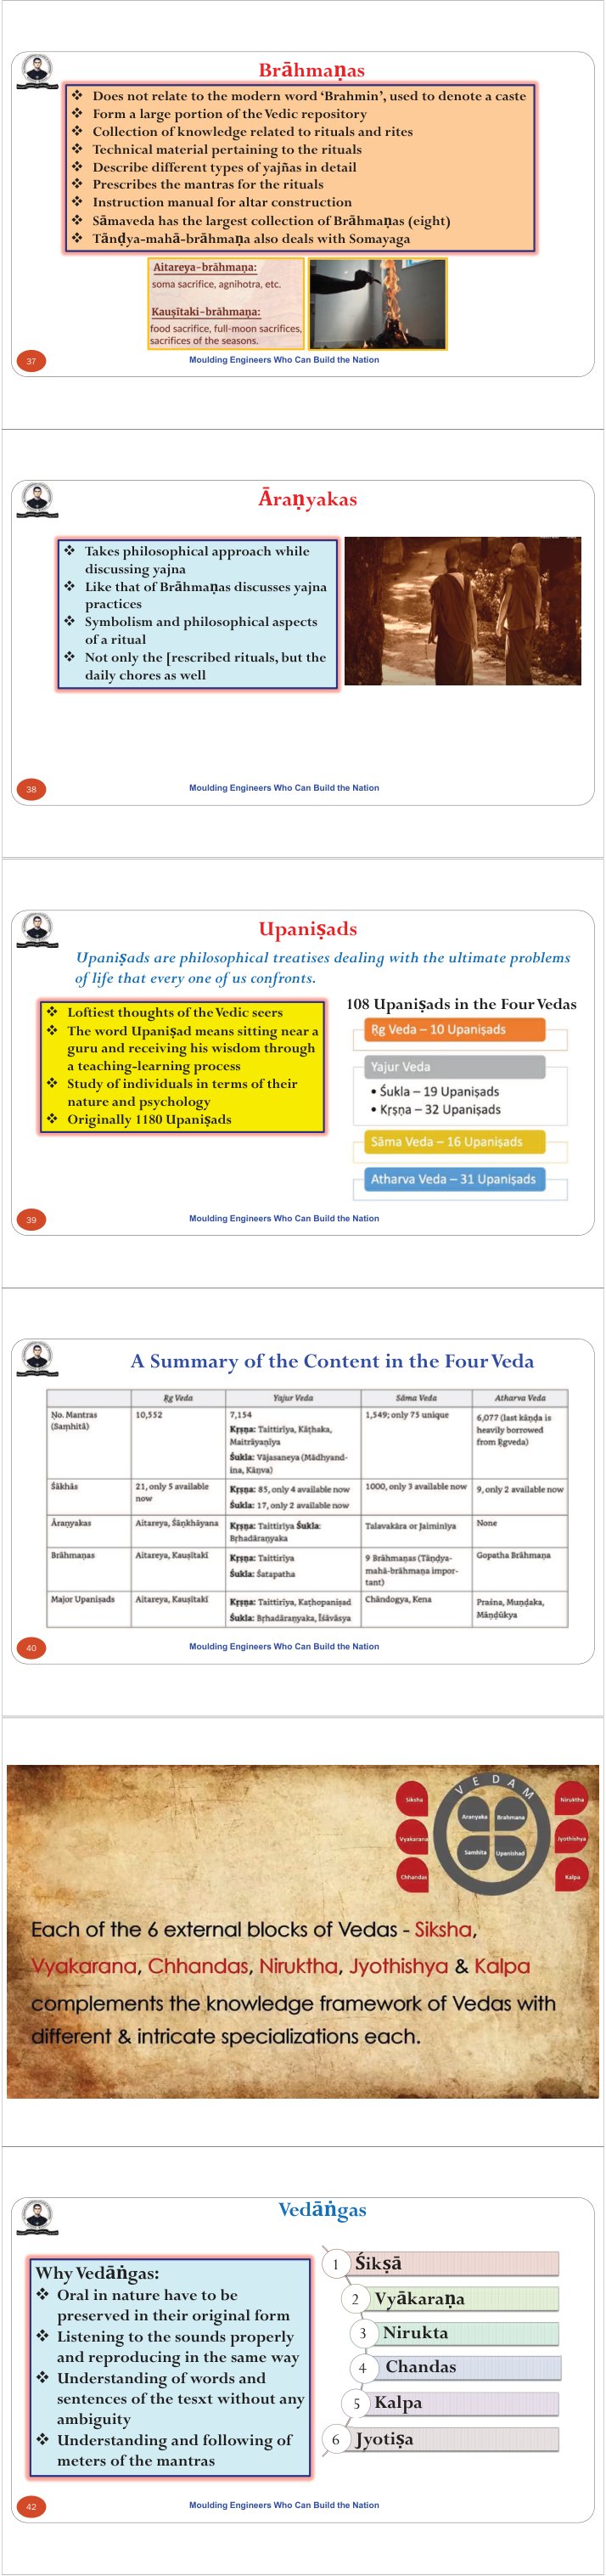 Brāhmaṇas
❖ Does not relate to the modern word ‘Brahmin’, used to denote a caste
❖ Form a large portion of the Vedic repository
❖ Collection of knowledge related to rituals and rites
❖ Technical material pertaining to the rituals
❖ Describe different types of yajñas in detail
❖ Prescribes the mantras for the rituals
❖ Instruction manual for altar construction
❖ Sāmaveda has the largest collection of Brāhmaṇas (eight)
❖ Tānḍya-mahā-brāhmaṇa also deals with Somayaga
Aitareya-brāhmaṇa:
soma sacrifice, agnihotra, etc.
Kauṣītaki-brāhmaṇa:
food sacrifice, full-moon sacrifices,
sacrifices of the seasons.
37
Moulding Engineers Who Can Build the Nation
Āraṇyakas
❖ Takes philosophical approach while
discussing yajna
❖ Like that of Brāhmaṇas discusses yajna
practices
❖ Symbolism and philosophical aspects
of a ritual
❖ Not only the [rescribed rituals, but the
daily chores as well
38
Moulding Engineers Who Can Build the Nation
Upaniṣads
Upaniṣads are philosophical treatises dealing with the ultimate problems
of life that every one of us confronts.
❖ Loftiest thoughts of the Vedic seers
❖ The word Upaniṣad means sitting near a
guru and receiving his wisdom through
a teaching-learning process
❖ Study of individuals in terms of their
nature and psychology
❖ Originally 1180 Upaniṣads
108 Upaniṣads in the Four Vedas
Ṛg Veda – 10 Upaniṣads
Yajur Veda
• Śukla – 19 Upaniṣads
• Kṛṣṇa – 32 Upaniṣads
Sāma Veda – 16 Upaniṣads
Atharva Veda – 31 Upaniṣads
39
Moulding Engineers Who Can Build the Nation
A Summary of the Content in the Four Veda
Ṛg Veda Yajur Veda Sāma Veda Atharva Veda
No. Mantras (Saṃhitā) 10,552 7,154 Kṛṣṇa: Taittirīya, Kāṭhaka, Maitrāyaṇīya Śukla: Vājasaneya (Mādhyand-ina, Kāṇva) 1,549; only 75 unique 6,077 (last kāṇḍa is heavily borrowed from Ṛgveda)
Śākhās 21, only 5 available now Kṛṣṇa: 85, only 4 available now Śukla: 17, only 2 available now 1000, only 3 available now 9, only 2 available now
Āraṇyakas Aitareya, Śāṅkhāyana Kṛṣṇa: Taittirīya Śukla: Bṛhadāraṇyaka Talavakāra or Jaiminīya None
Brāhmaṇas Aitareya, Kauṣītakī Kṛṣṇa: Taittirīya Śukla: Śatapatha 9 Brāhmaṇas (Tāṇḍya-mahā-brāhmaṇa impor-tant) Gopatha Brāhmaṇa
Major Upaniṣads Aitareya, Kauṣītakī Kṛṣṇa: Taittirīya, Kaṭhopaniṣad Śukla: Bṛhadāraṇyaka, Īśāvāsya Chāndogya, Kena Praśna, Muṇḍaka, Māṇḍūkya
40
Moulding Engineers Who Can Build the Nation
VEDAM
Siksha
Vyakarana
Chhandas
Aranyaka Brahmana
Samhita Upanishad
Niruktha
Jyothishya
Kalpa
Each of the 6 external blocks of Vedas - Siksha,
Vyakarana, Chhandas, Niruktha, Jyothishya & Kalpa
complements the knowledge framework of Vedas with
different & intricate specializations each.
Vedāṅgas
Why Vedāṅgas:
❖ Oral in nature have to be
preserved in their original form
❖ Listening to the sounds properly
and reproducing in the same way
❖ Understanding of words and
sentences of the tesxt without any
ambiguity
❖ Understanding and following of
meters of the mantras
1 Śikṣā
2 Vyākaraṇa
3 Nirukta
4 Chandas
5 Kalpa
6 Jyotiṣa
42
Moulding Engineers Who Can Build the Nation